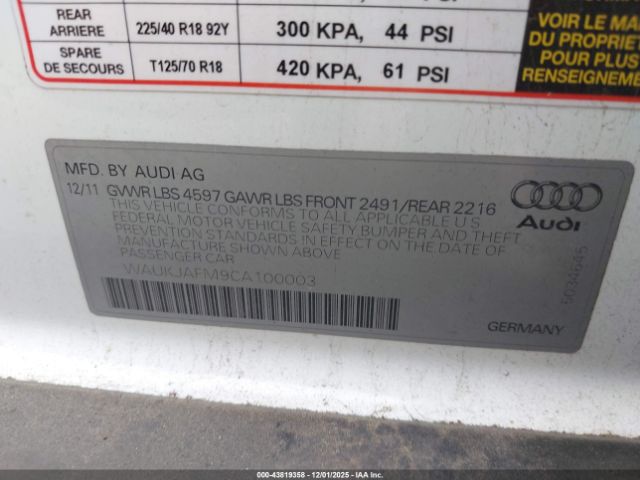 REAR
ARRIERE
225/40 R18 92Y
300 KPA, 44 PSI
SPARE
DE SECOURS
T125/70 R18
420 KPA, 61 PSI
VOIR LE M
DU PROPRIET
POUR PLUS
RENSEIGNEME
MFD. BY AUDI AG
12/11 GVWR LBS 4597 GAWR LBS FRONT 2491/REAR 2216
THIS VEHICLE CONFORMS TO ALL APPLICABLE U.S
FEDERAL MOTOR VEHICLE SAFETY BUMPER AND THEFT
PREVENTION STANDARDS IN EFFECT ON THE DATE OF
MANUFACTURE SHOWN ABOVE
PASSENGER CAR
WAUKJAFM9CA100003
Audi
5034645
GERMANY
IAA - 43819358 - 12/01/2025 - IAAI.COM